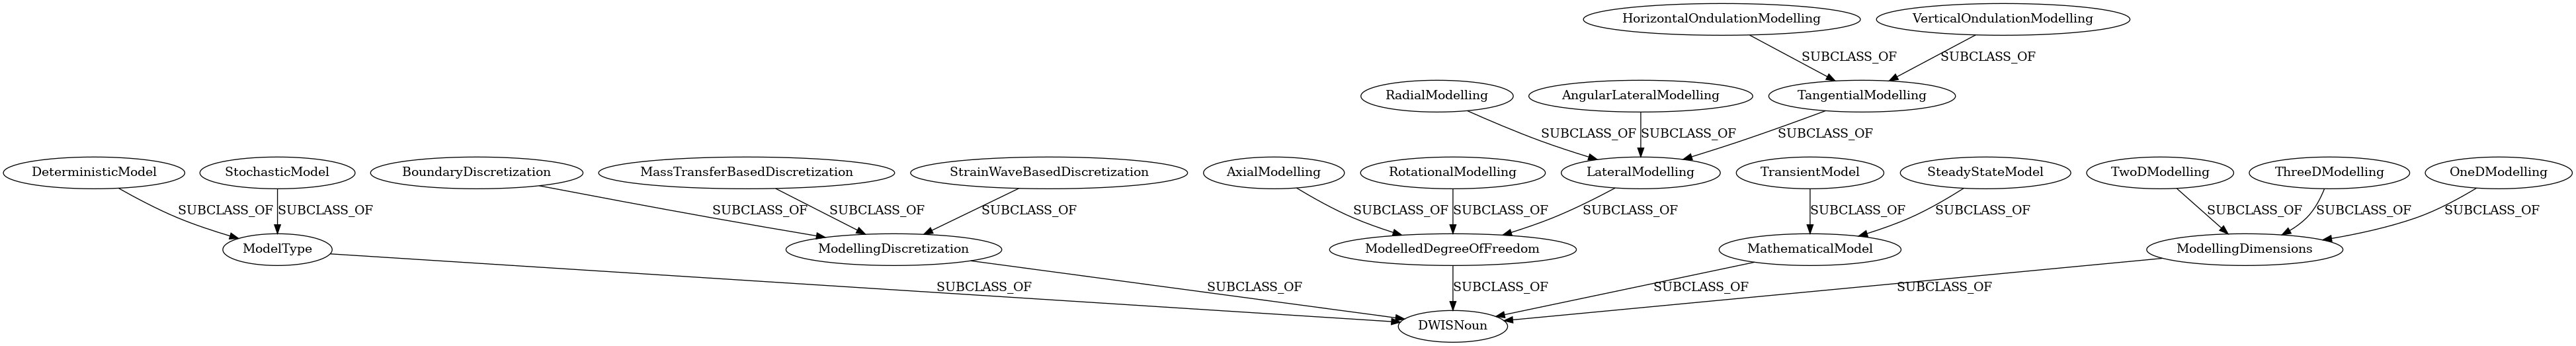 HorizontalOndulationModelling
VerticalOndulationModelling
SUBCLASS_OF
SUBCLASS_OF
RadialModelling
AngularLateralModelling
TangentialModelling
SUBCLASS_OF
SUBCLASS_OF
SUBCLASS_OF
DeterministicModel
StochasticModel
BoundaryDiscretization
MassTransferBasedDiscretization
StrainWaveBasedDiscretization
AxialModelling
RotationalModelling
LateralModelling
TransientModel
SteadyStateModel
TwoDModelling
ThreeDModelling
OneDModelling
SUBCLASS_OF
SUBCLASS_OF
SUBCLASS_OF
SUBCLASS_OF
SUBCLASS_OF
SUBCLASS_OF
SUBCLASS_OF
SUBCLASS_OF
SUBCLASS_OF
SUBCLASS_OF
SUBCLASS_OF
SUBCLASS_OF
SUBCLASS_OF
ModelType
ModellingDiscretization
ModelledDegreeOfFreedom
MathematicalModel
ModellingDimensions
SUBCLASS_OF
SUBCLASS_OF
SUBCLASS_OF
SUBCLASS_OF
SUBCLASS_OF
DWISNoun